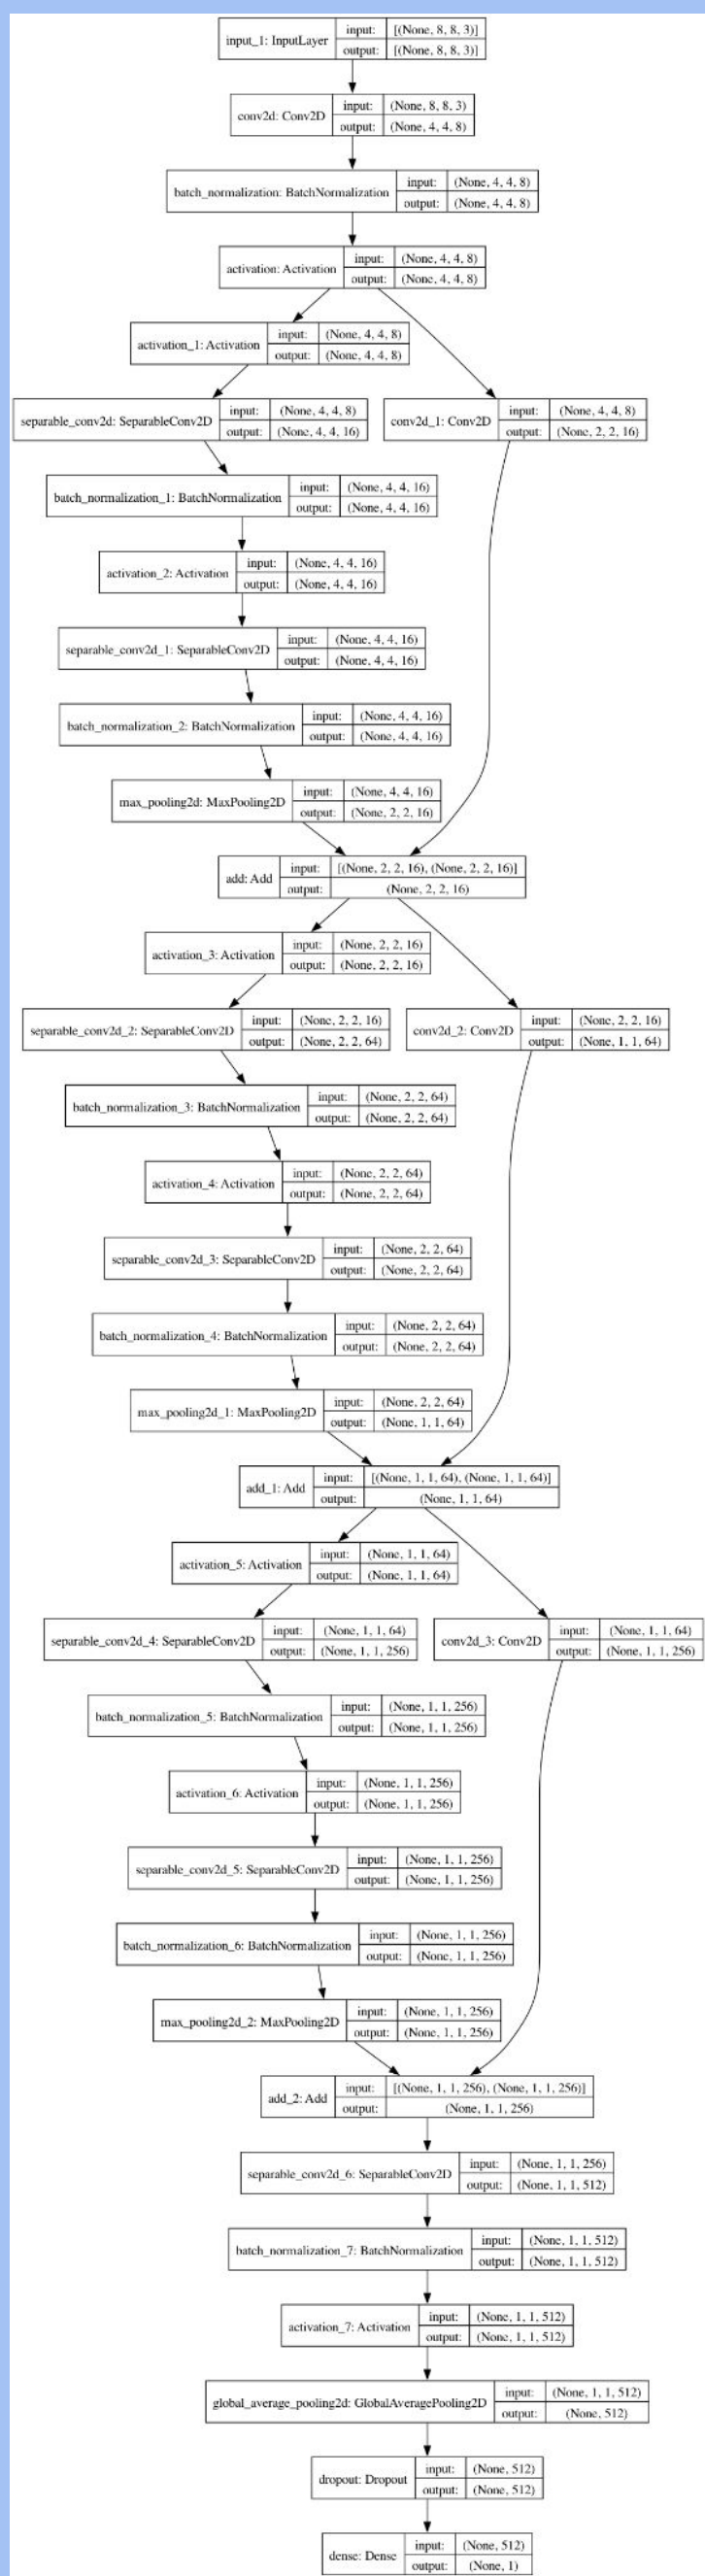 input_1: InputLayer input: [(None, 8, 8, 3)]
output: [(None, 8, 8, 3)]
conv2d: Conv2D input: (None, 8, 8, 3)
output: (None, 4, 4, 8)
batch_normalization: BatchNormalization input: (None, 4, 4, 8)
output: (None, 4, 4, 8)
activation: Activation input: (None, 4, 4, 8)
output: (None, 4, 4, 8)
activation_1: Activation input: (None, 4, 4, 8)
output: (None, 4, 4, 8)
separable_conv2d: SeparableConv2D input: (None, 4, 4, 8)
output: (None, 4, 4, 16)
conv2d_1: Conv2D input: (None, 4, 4, 8)
output: (None, 2, 2, 16)
batch_normalization_1: BatchNormalization input: (None, 4, 4, 16)
output: (None, 4, 4, 16)
activation_2: Activation input: (None, 4, 4, 16)
output: (None, 4, 4, 16)
separable_conv2d_1: SeparableConv2D input: (None, 4, 4, 16)
output: (None, 4, 4, 16)
batch_normalization_2: BatchNormalization input: (None, 4, 4, 16)
output: (None, 4, 4, 16)
max_pooling2d: MaxPooling2D input: (None, 4, 4, 16)
output: (None, 2, 2, 16)
add: Add input: [(None, 2, 2, 16), (None, 2, 2, 16)]
output: (None, 2, 2, 16)
activation_3: Activation input: (None, 2, 2, 16)
output: (None, 2, 2, 16)
separable_conv2d_2: SeparableConv2D input: (None, 2, 2, 16)
output: (None, 2, 2, 64)
conv2d_2: Conv2D input: (None, 2, 2, 16)
output: (None, 1, 1, 64)
batch_normalization_3: BatchNormalization input: (None, 2, 2, 64)
output: (None, 2, 2, 64)
activation_4: Activation input: (None, 2, 2, 64)
output: (None, 2, 2, 64)
separable_conv2d_3: SeparableConv2D input: (None, 2, 2, 64)
output: (None, 2, 2, 64)
batch_normalization_4: BatchNormalization input: (None, 2, 2, 64)
output: (None, 2, 2, 64)
max_pooling2d_1: MaxPooling2D input: (None, 2, 2, 64)
output: (None, 1, 1, 64)
add_1: Add input: [(None, 1, 1, 64), (None, 1, 1, 64)]
output: (None, 1, 1, 64)
activation_5: Activation input: (None, 1, 1, 64)
output: (None, 1, 1, 64)
separable_conv2d_4: SeparableConv2D input: (None, 1, 1, 64)
output: (None, 1, 1, 256)
conv2d_3: Conv2D input: (None, 1, 1, 64)
output: (None, 1, 1, 256)
batch_normalization_5: BatchNormalization input: (None, 1, 1, 256)
output: (None, 1, 1, 256)
activation_6: Activation input: (None, 1, 1, 256)
output: (None, 1, 1, 256)
separable_conv2d_5: SeparableConv2D input: (None, 1, 1, 256)
output: (None, 1, 1, 256)
batch_normalization_6: BatchNormalization input: (None, 1, 1, 256)
output: (None, 1, 1, 256)
max_pooling2d_2: MaxPooling2D input: (None, 1, 1, 256)
output: (None, 1, 1, 256)
add_2: Add input: [(None, 1, 1, 256), (None, 1, 1, 256)]
output: (None, 1, 1, 256)
separable_conv2d_6: SeparableConv2D input: (None, 1, 1, 256)
output: (None, 1, 1, 512)
batch_normalization_7: BatchNormalization input: (None, 1, 1, 512)
output: (None, 1, 1, 512)
activation_7: Activation input: (None, 1, 1, 512)
output: (None, 1, 1, 512)
global_average_pooling2d: GlobalAveragePooling2D input: (None, 1, 1, 512)
output: (None, 512)
dropout: Dropout input: (None, 512)
output: (None, 512)
dense: Dense input: (None, 512)
output: (None, 1)